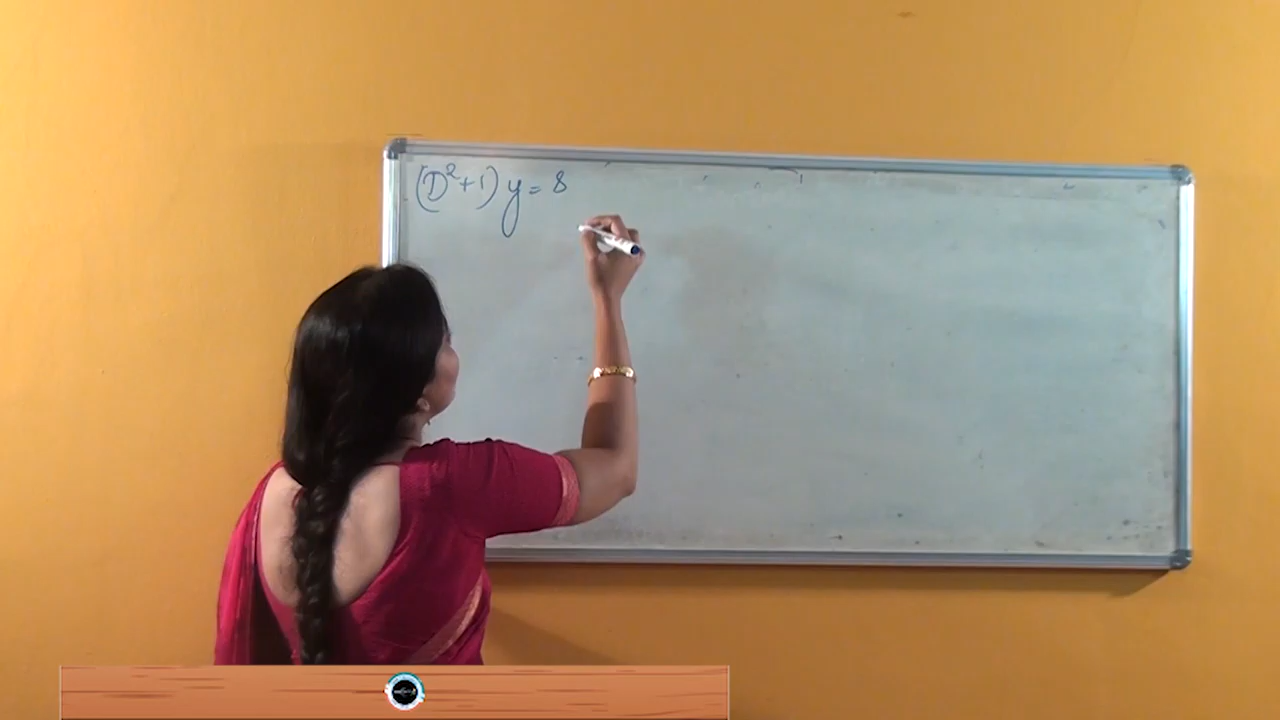 (D²+1) y = 8